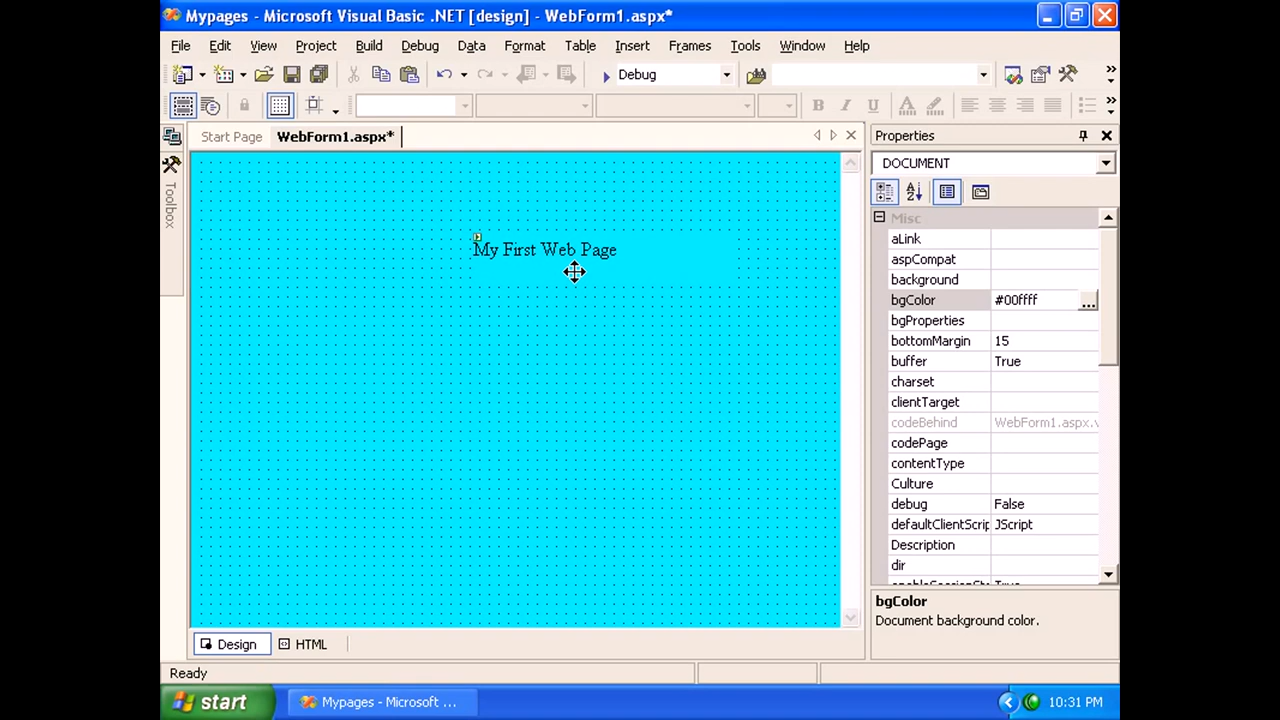 Mypages - Microsoft Visual Basic .NET [design] - WebForm1.aspx*
File Edit View Project Build Debug Data Format Table Insert Frames Tools Window Help
Debug
B I U A
Start Page WebForm1.aspx*
Properties
Toolbox
DOCUMENT
Misc
aLink
aspCompat
background
bgColor #00ffff ...
bgProperties
bottomMargin 15
buffer True
charset
clientTarget
codeBehind WebForm1.aspx.v
codePage
contentType
Culture
debug False
defaultClientScrip JScript
Description
dir
enableSessionSta True
My First Web Page
bgColor
Document background color.
Design HTML
Ready
start Mypages - Microsoft ... 10:31 PM